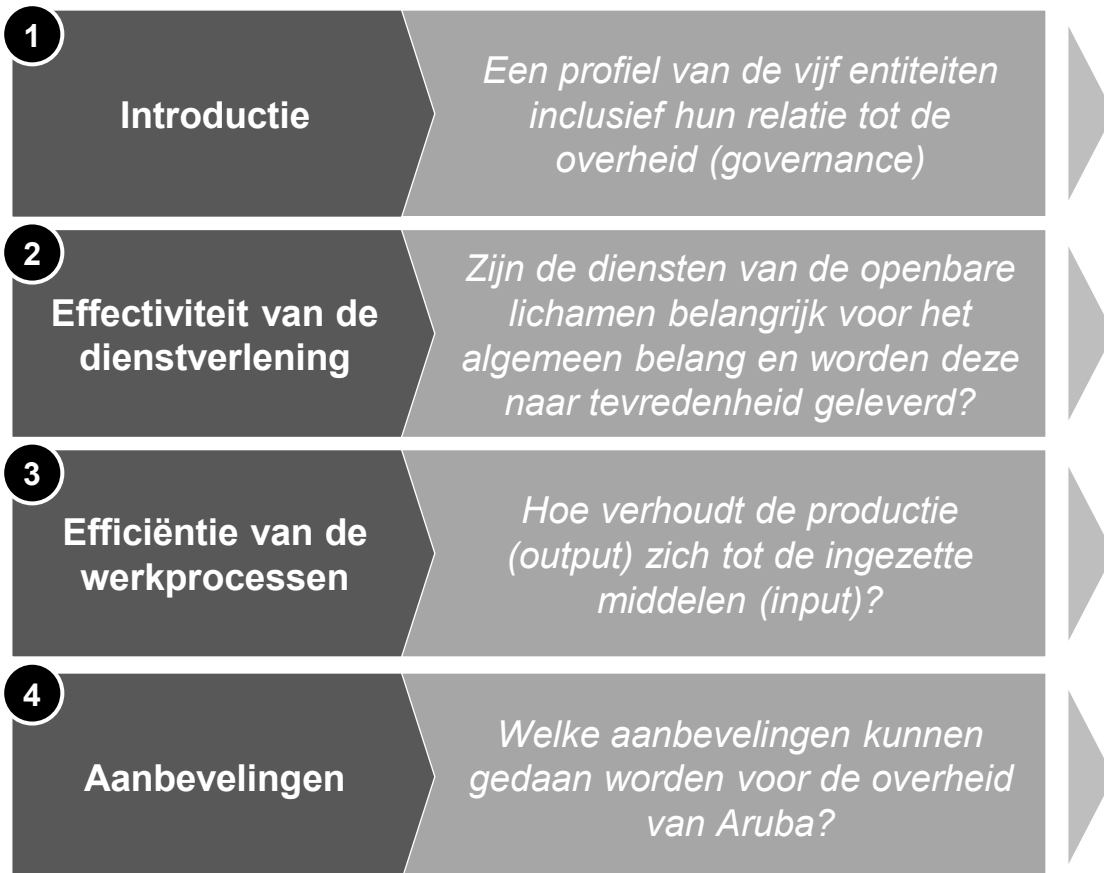 1
Introductie
Een profiel van de vijf entiteiten
inclusief hun relatie tot de
overheid (governance)
2
Effectiviteit van de
dienstverlening
Zijn de diensten van de openbare
lichamen belangrijk voor het
algemeen belang en worden deze
naar tevredenheid geleverd?
3
Efficiëntie van de
werkprocessen
Hoe verhoudt de productie
(output) zich tot de ingezette
middelen (input)?
4
Aanbevelingen
Welke aanbevelingen kunnen
gedaan worden voor de overheid
van Aruba?